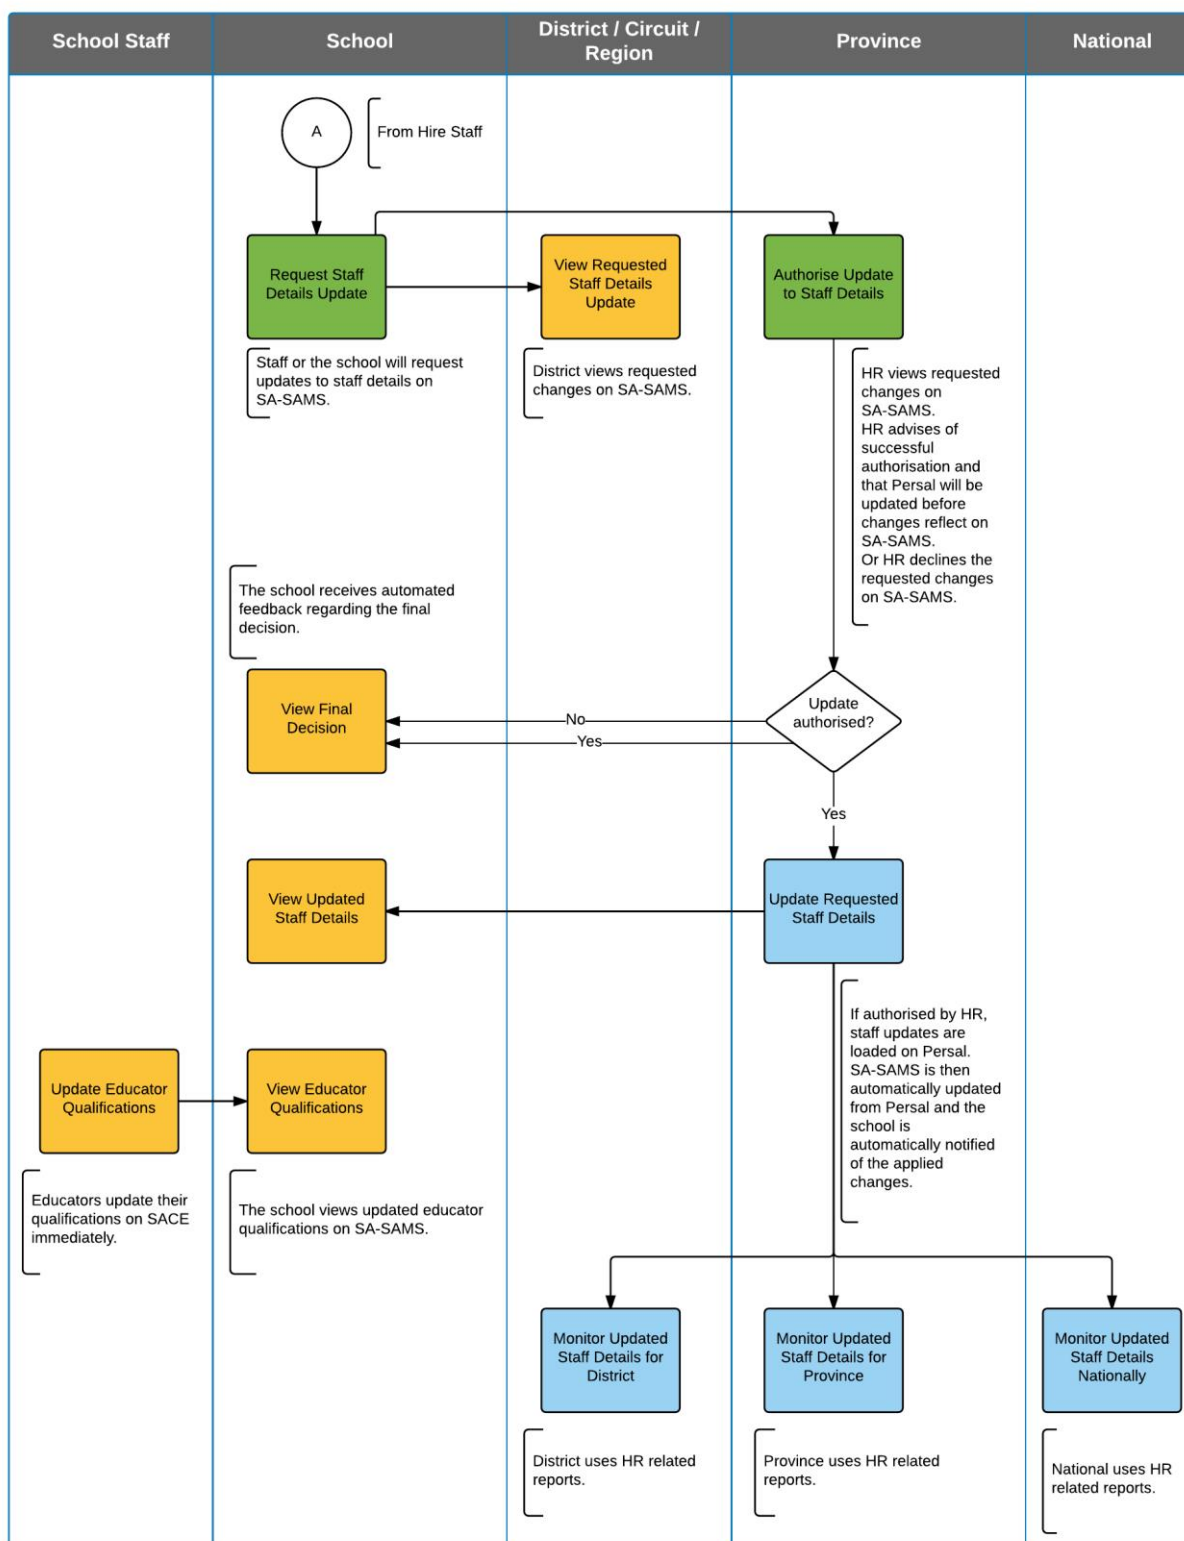 School Staff
School
District / Circuit /
Region
Province
National
A
From Hire Staff
Request Staff
Details Update
View Requested
Staff Details
Update
Authorise Update
to Staff Details
Staff or the school will request
updates to staff details on
SA-SAMS.
District views requested
changes on SA-SAMS.
HR views requested
changes on
SA-SAMS.
HR advises of
successful
authorisation and
that Persal will be
updated before
changes reflect on
SA-SAMS.
Or HR declines the
requested changes
on SA-SAMS.
The school receives automated
feedback regarding the final
decision.
View Final
Decision
No
Yes
Update
authorised?
Yes
View Updated
Staff Details
Update Requested
Staff Details
If authorised by HR,
staff updates are
loaded on Persal.
SA-SAMS is then
automatically updated
from Persal and the
school is
automatically notified
of the applied
changes.
Update Educator
Qualifications
View Educator
Qualifications
Educators update their
qualifications on SACE
immediately.
The school views updated educator
qualifications on SA-SAMS.
Monitor Updated
Staff Details for
District
Monitor Updated
Staff Details for
Province
Monitor Updated
Staff Details
Nationally
District uses HR related
reports.
Province uses HR related
reports.
National uses HR
related reports.